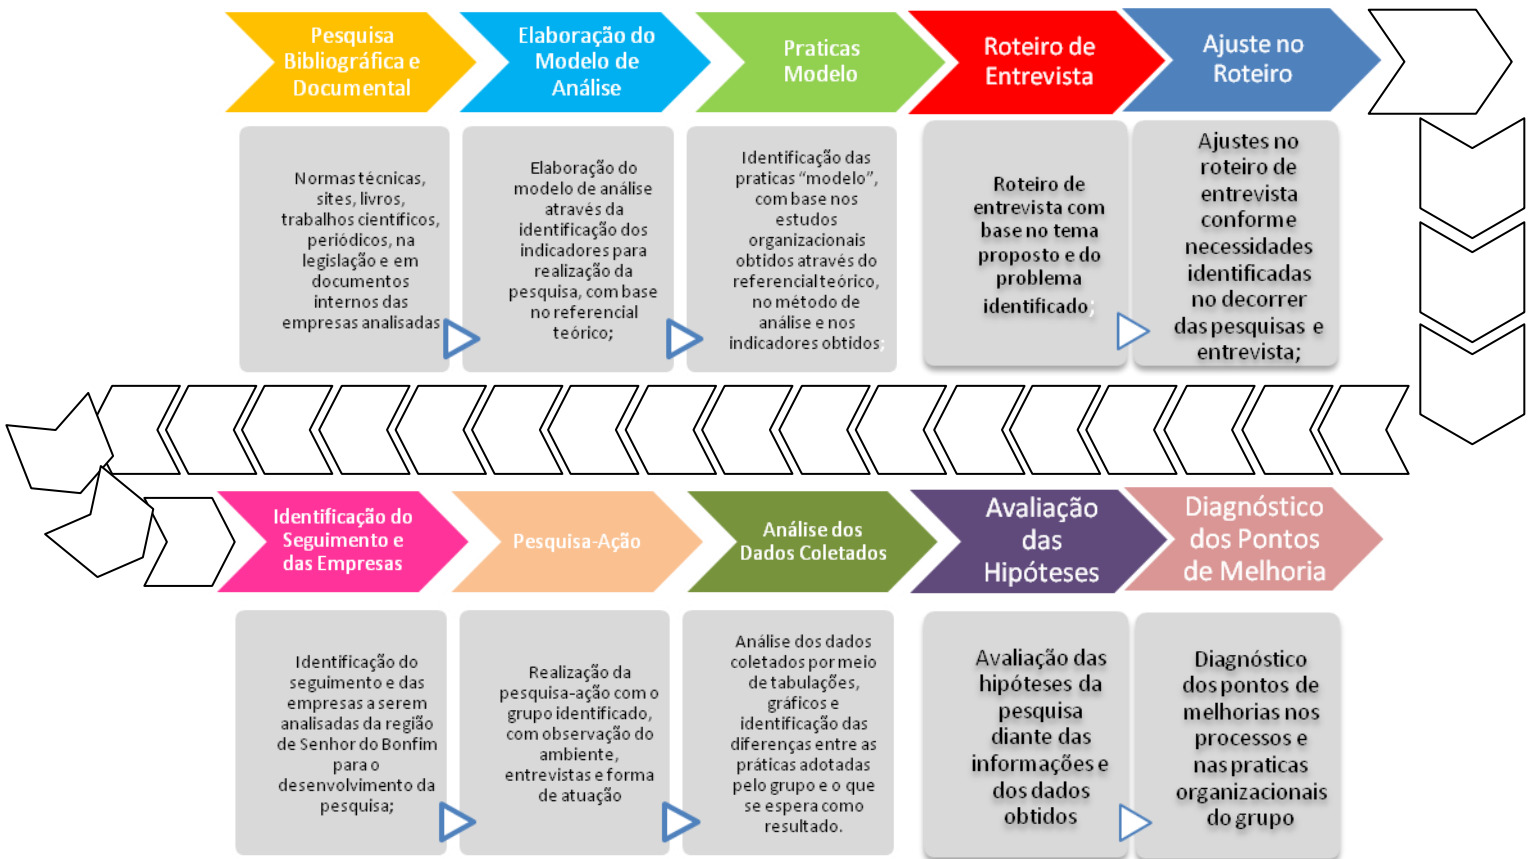 Pesquisa
Bibliográfica e
Documental
Elaboração do
Modelo de
Análise
Praticas
Modelo
Roteiro de
Entrevista
Ajuste no
Roteiro
Normas técnicas,
sites, livros,
trabalhos científicos,
periódicos, na
legislação e em
documentos
internos das
empresas analisadas
Elaboração do
modelo de análise
através da
identificação dos
indicadores para
realização da
pesquisa, com base
no referencial
teórico;
Identificação das
praticas “modelo”,
com base nos
estudos
organizacionais
obtidos através do
referencial teórico,
no método de
análise e nos
indicadores obtidos;
Roteiro de
entrevista com
base no tema
proposto e do
problema
identificado;
Ajustes no
roteiro de
entrevista
conforme
necessidades
identificadas
no decorrer
das pesquisas e
entrevista;
Identificação do
Seguimento e
das Empresas
Pesquisa-Ação
Análise dos
Dados Coletados
Avaliação
das
Hipóteses
Diagnóstico
dos Pontos
de Melhoria
Identificação do
seguimento e das
empresas a serem
analisadas da região
de Senhor do Bonfim
para o
desenvolvimento da
pesquisa;
Realização da
pesquisa-ação com o
grupo identificado,
com observação do
ambiente,
entrevistas e forma
de atuação
Análise dos dados
coletados por meio
de tabulações,
gráficos e
identificação das
diferenças entre as
práticas adotadas
pelo grupo e o que
se espera como
resultado.
Avaliação das
hipóteses da
pesquisa
diante das
informações e
dos dados
obtidos
Diagnóstico
dos pontos de
melhorias nos
processos e
nas praticas
organizacionais
do grupo